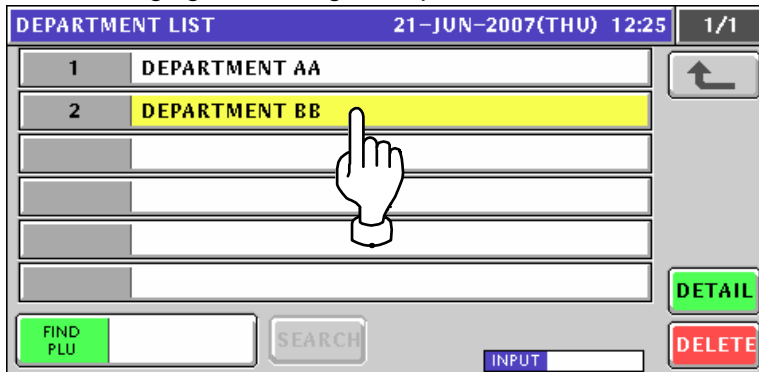 DEPARTMENT LIST 21-JUN-2007(THU) 12:25 1/1
1 DEPARTMENT AA
2 DEPARTMENT BB
DETAIL
FIND
PLU
SEARCH
DELETE
INPUT